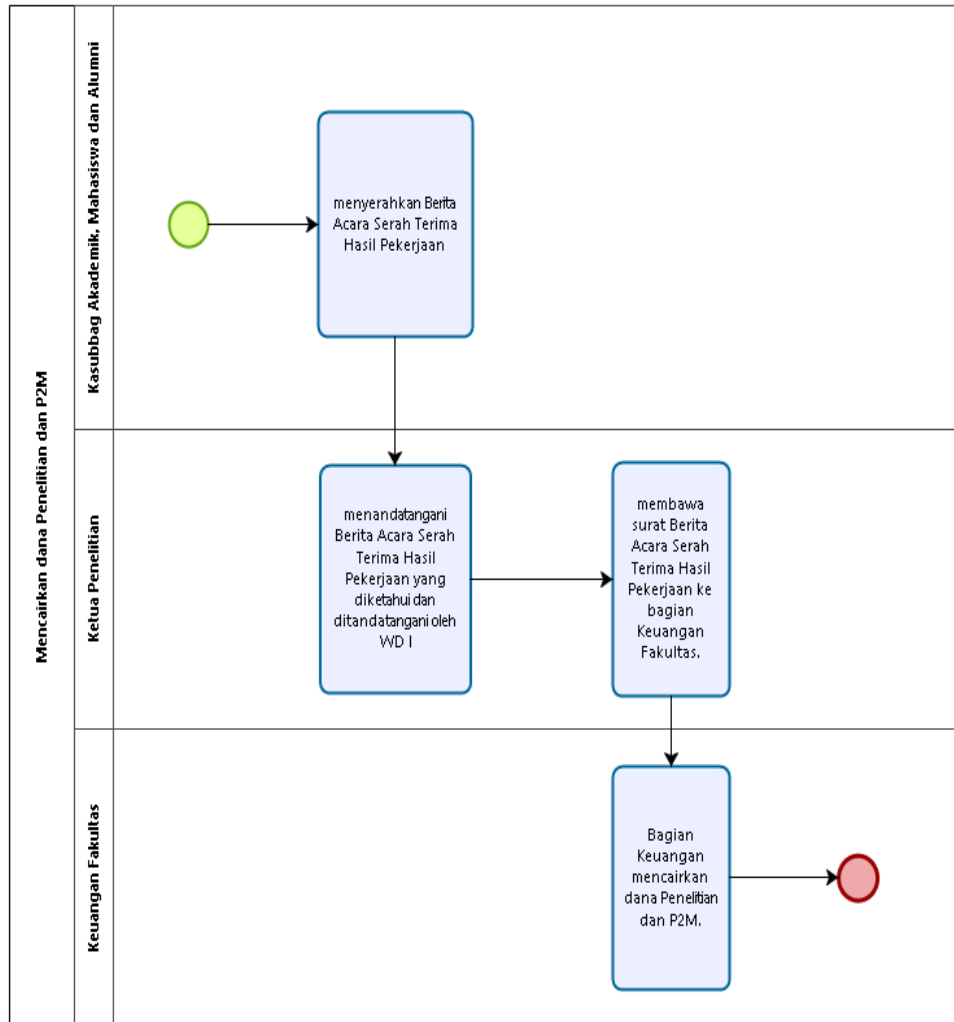 Mencairkan dana Penelitian dan P2M
Kasubbag Akademik, Mahasiswa dan Alumni
menyerahkan Berita
Acara Serah Terima
Hasil Pekerjaan
Ketua Penelitian
menandatangani
Berita Acara Serah
Terima Hasil
Pekerjaan yang
diketahui dan
ditandatangani oleh
WD I
membawa
surat Berita
Acara Serah
Terima Hasil
Pekerjaan ke
bagian
Keuangan
Fakultas.
Keuangan Fakultas
Bagian
Keuangan
mencairkan
dana Penelitian
dan P2M.